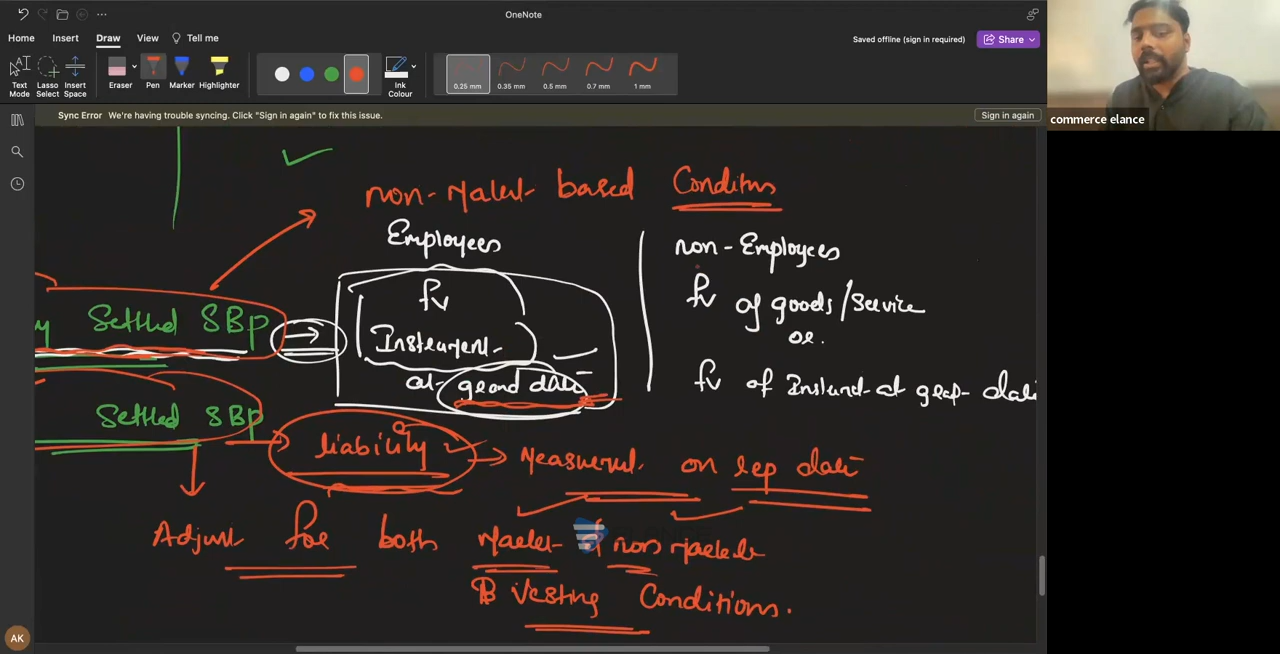 OneNote
Home Insert Draw View Tell me
Saved offline (sign in required)
Share
Text Mode
Lasso Select
Insert Space
Eraser
Pen
Marker
Highlighter
Ink Colour
0.25 mm 0.35 mm 0.5 mm 0.7 mm 1 mm
commerce elance
Sync Error We're having trouble syncing. Click "Sign in again" to fix this issue.
Sign in again
non-Market based Conditions
Employees
fv
Instrument
at grand date
non-Employees
fv of goods/Service
or.
fv of at date
Settled SBp
Settled SBp
liability
Measured on rep date
Adjust for both Market & non Market
Vesting Conditions.
AK